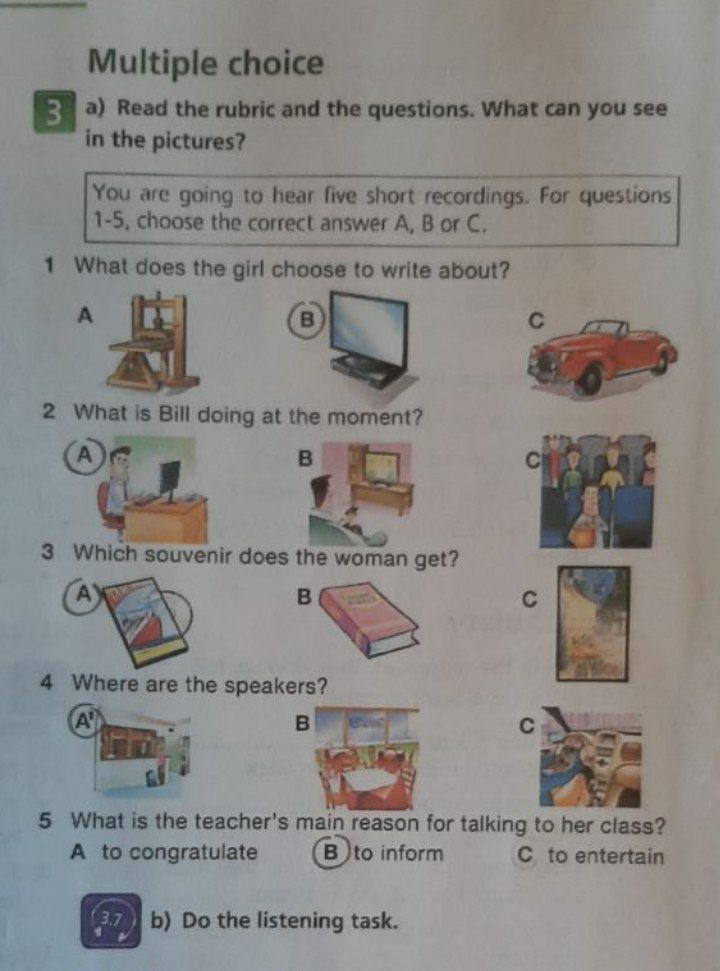 Multiple choice
3 a) Read the rubric and the questions. What can you see
in the pictures?
You are going to hear five short recordings. For questions
1-5, choose the correct answer A, B or C.
1 What does the girl choose to write about?
A B C
2 What is Bill doing at the moment?
A B C
3 Which souvenir does the woman get?
A B C
4 Where are the speakers?
A B C
5 What is the teacher's main reason for talking to her class?
A to congratulate B to inform C to entertain
3.7 b) Do the listening task.